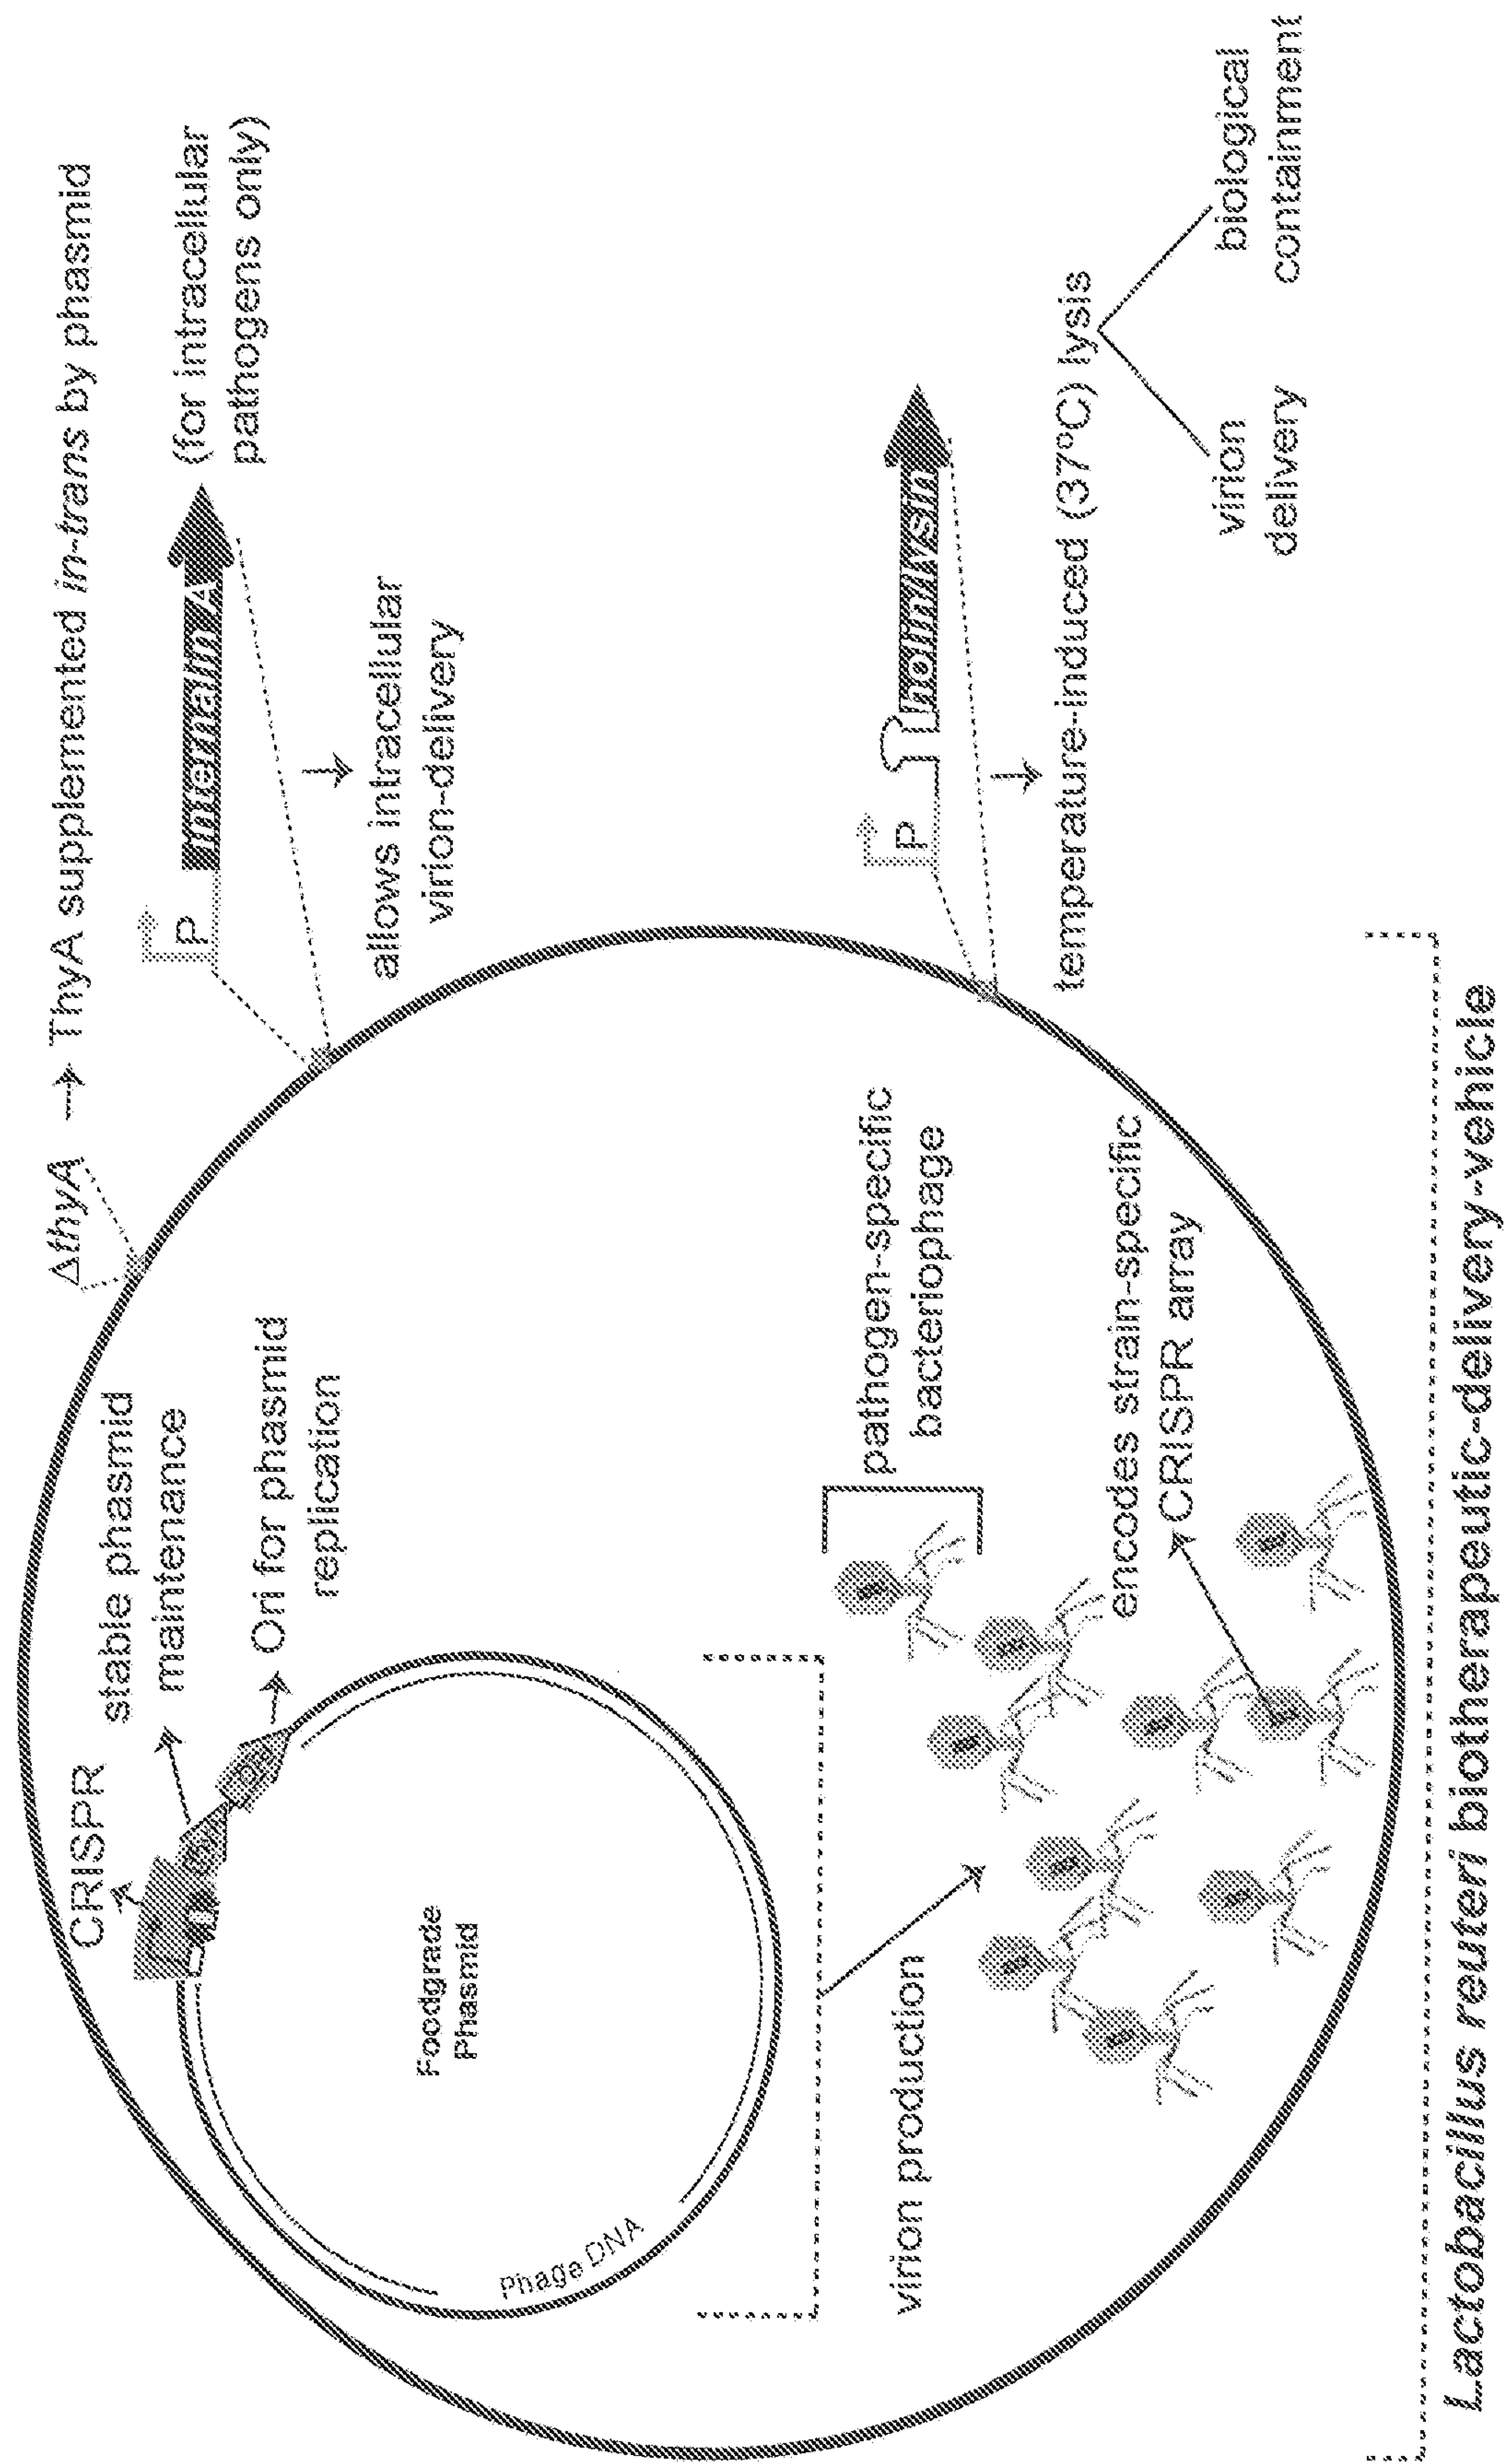 ΔthyA → ThyA supplemented in-trans by phasmid
P
internalin A
(for intracellular
pathogens only)
allows intracellular
virion-delivery
CRISPR
stable phasmid
maintenance
Ori for phasmid
replication
Foodgrade
Phasmid
Phage DNA
virion production
pathogen-specific
bacteriophage
encodes strain-specific
CRISPR array
P
holin/lysin
temperature-induced (37ºC) lysis
virion
delivery
biological
containment
Lactobacillus reuteri biotherapeutic-delivery-vehicle